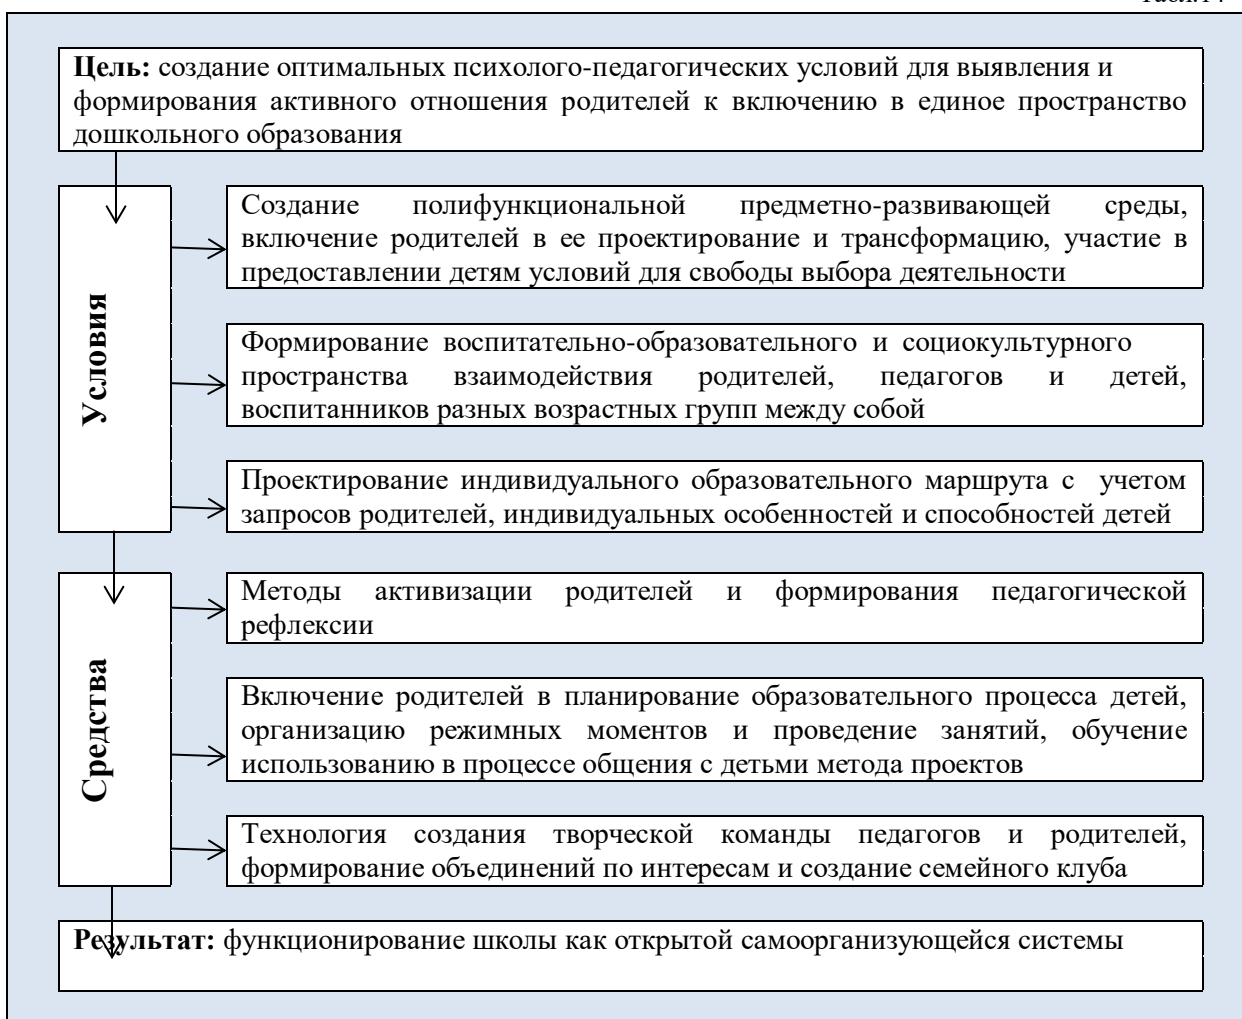 Цель: создание оптимальных психолого-педагогических условий для выявления и
формирования активного отношения родителей к включению в единое пространство
дошкольного образования
Условия
Создание полифункциональной предметно-развивающей среды,
включение родителей в ее проектирование и трансформацию, участие в
предоставлении детям условий для свободы выбора деятельности
Формирование воспитательно-образовательного и социокультурного
пространства взаимодействия родителей, педагогов и детей,
воспитанников разных возрастных групп между собой
Проектирование индивидуального образовательного маршрута с учетом
запросов родителей, индивидуальных особенностей и способностей детей
Средства
Методы активизации родителей и формирования педагогической
рефлексии
Включение родителей в планирование образовательного процесса детей,
организацию режимных моментов и проведение занятий, обучение
использованию в процессе общения с детьми метода проектов
Технология создания творческой команды педагогов и родителей,
формирование объединений по интересам и создание семейного клуба
Результат: функционирование школы как открытой самоорганизующейся системы